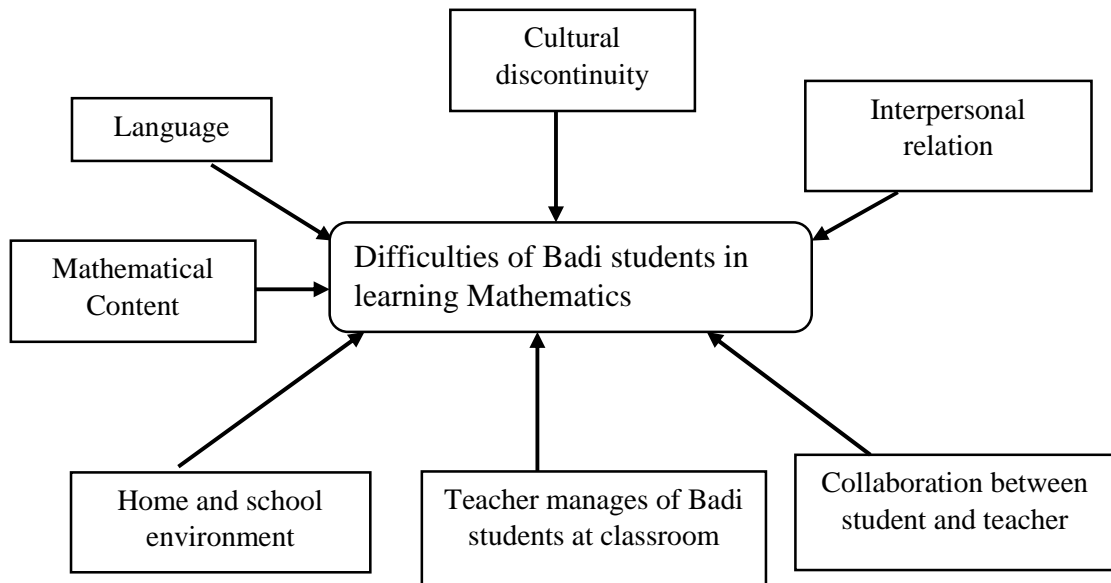 Cultural
discontinuity
Language
Interpersonal
relation
Difficulties of Badi students in
learning Mathematics
Mathematical
Content
Home and school
environment
Teacher manages of Badi
students at classroom
Collaboration between
student and teacher